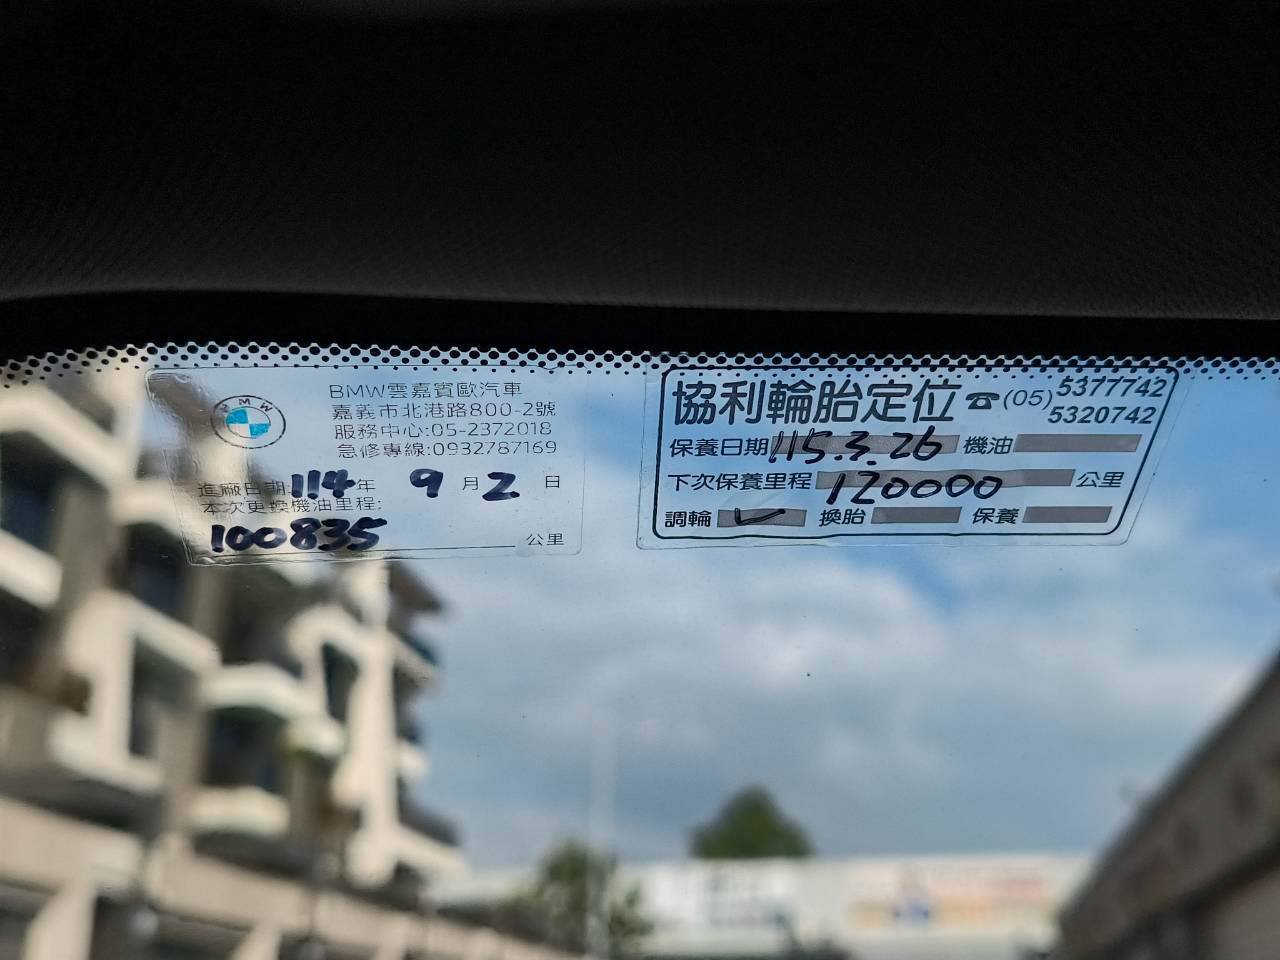 BMW
BMW雲嘉賓歐汽車
嘉義市北港路800-2號
服務中心:05-2372018
急修專線:0932787169
進廠日期:114年 9 月 2 日
本次更換機油里程:
100835 公里
協利輪胎定位☎(05)5377742
5320742
保養日期 115.3.26 機油
下次保養里程 120000 公里
調輪 ✓ 換胎 保養